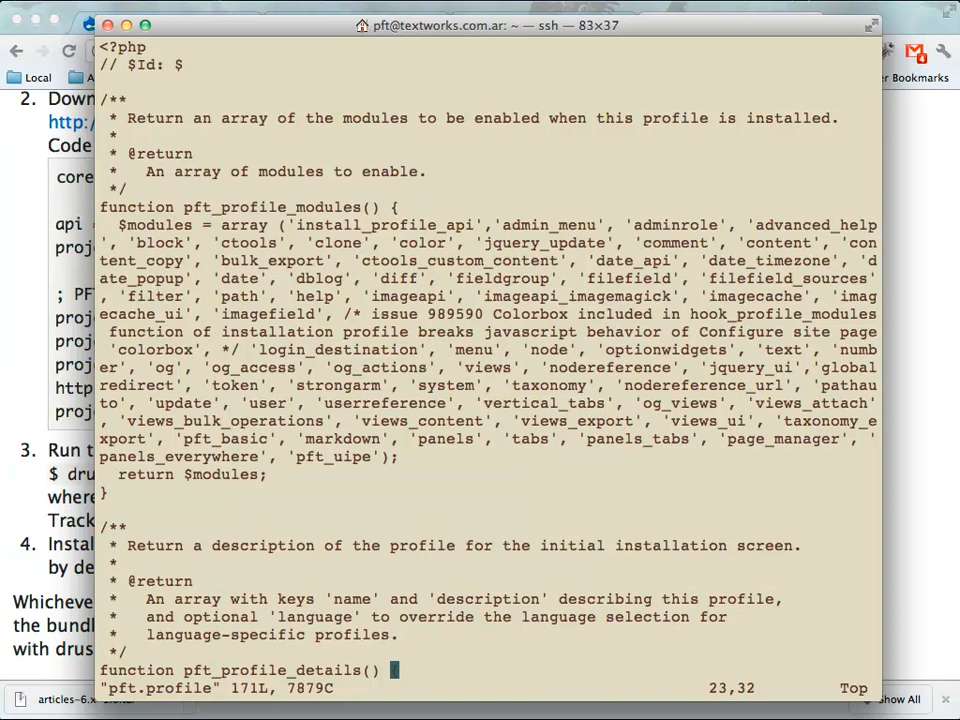 pft@textworks.com.ar: ~ — ssh — 83×37
4
Local
A
er Bookmarks
<?php
// $Id: $
/**
* Return an array of the modules to be enabled when this profile is installed.
*
* @return
*   An array of modules to enable.
*/
function pft_profile_modules() {
$modules = array ('install_profile_api','admin_menu', 'adminrole', 'advanced_help
', 'block', 'ctools', 'clone', 'color', 'jquery_update', 'comment', 'content', 'con
tent_copy', 'bulk_export', 'ctools_custom_content', 'date_api', 'date_timezone', 'd
ate_popup', 'date', 'dblog', 'diff', 'fieldgroup', 'filefield', 'filefield_sources'
, 'filter', 'path', 'help', 'imageapi', 'imageapi_imagemagick', 'imagecache', 'imag
ecache_ui', 'imagefield', /* issue 989590 Colorbox included in hook_profile_modules
function of installation profile breaks javascript behavior of Configure site page
'colorbox', */ 'login_destination', 'menu', 'node', 'optionwidgets', 'text', 'numb
er', 'og', 'og_access', 'og_actions', 'views', 'nodereference', 'jquery_ui','global
redirect', 'token', 'strongarm', 'system', 'taxonomy', 'nodereference_url', 'pathau
to', 'update', 'user', 'userreference', 'vertical_tabs', 'og_views', 'views_attach'
, 'views_bulk_operations', 'views_content', 'views_export', 'views_ui', 'taxonomy_e
xport', 'pft_basic', 'markdown', 'panels', 'tabs', 'panels_tabs', 'page_manager', '
panels_everywhere', 'pft_uipe');
return $modules;
}
/**
* Return a description of the profile for the initial installation screen.
*
* @return
*   An array with keys 'name' and 'description' describing this profile,
*   and optional 'language' to override the language selection for
*   language-specific profiles.
*/
function pft_profile_details() {
"pft.profile" 171L, 7879C 23,32 Top
2. Down
http:/
Code
core
api =
proje
; PFT
proje
proje
proje
http
proje
3. Run t
$ dru
where
Track
4. Instal
by de
Whicheve
the bundl
with drus
articles-6.x
Show All